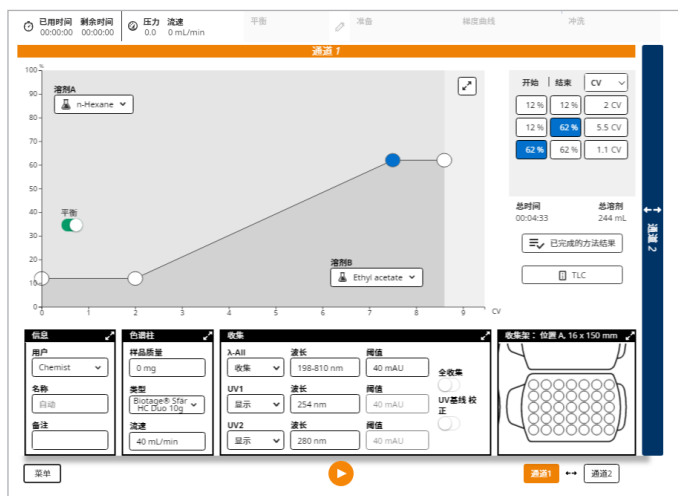 已用时间 剩余时间 压力 流速
00:00:00 00:00:00 0.0 0 mL/min
平衡 准备 梯度曲线 冲洗
通道 1
%
100
90
80
70
60
50
40
30
20
10
0
溶剂A
n-Hexane
平衡
溶剂B
Ethyl acetate
0 1 2 3 4 5 6 7 8 9 CV
开始 结束 CV
12 % 12 % 2 CV
12 % 62 % 5.5 CV
62 % 62 % 1.1 CV
总时间 总溶剂
00:04:33 244 mL
已完成的方法结果
TLC
通道 2
信息
用户
Chemist
名称
自动
备注
色谱柱
样品质量
0 mg
类型
Biotage® Sfär
HC Duo 10g
流速
40 mL/min
收集
λ-All 波长 阈值
收集 198-810 nm 40 mAU
UV1 波长 阈值
显示 254 nm 40 mAU
UV2 波长 阈值
显示 280 nm 40 mAU
全收集
UV基线 校
正
收集架： 位置 A, 16 x 150 mm
菜单
通道1 通道2